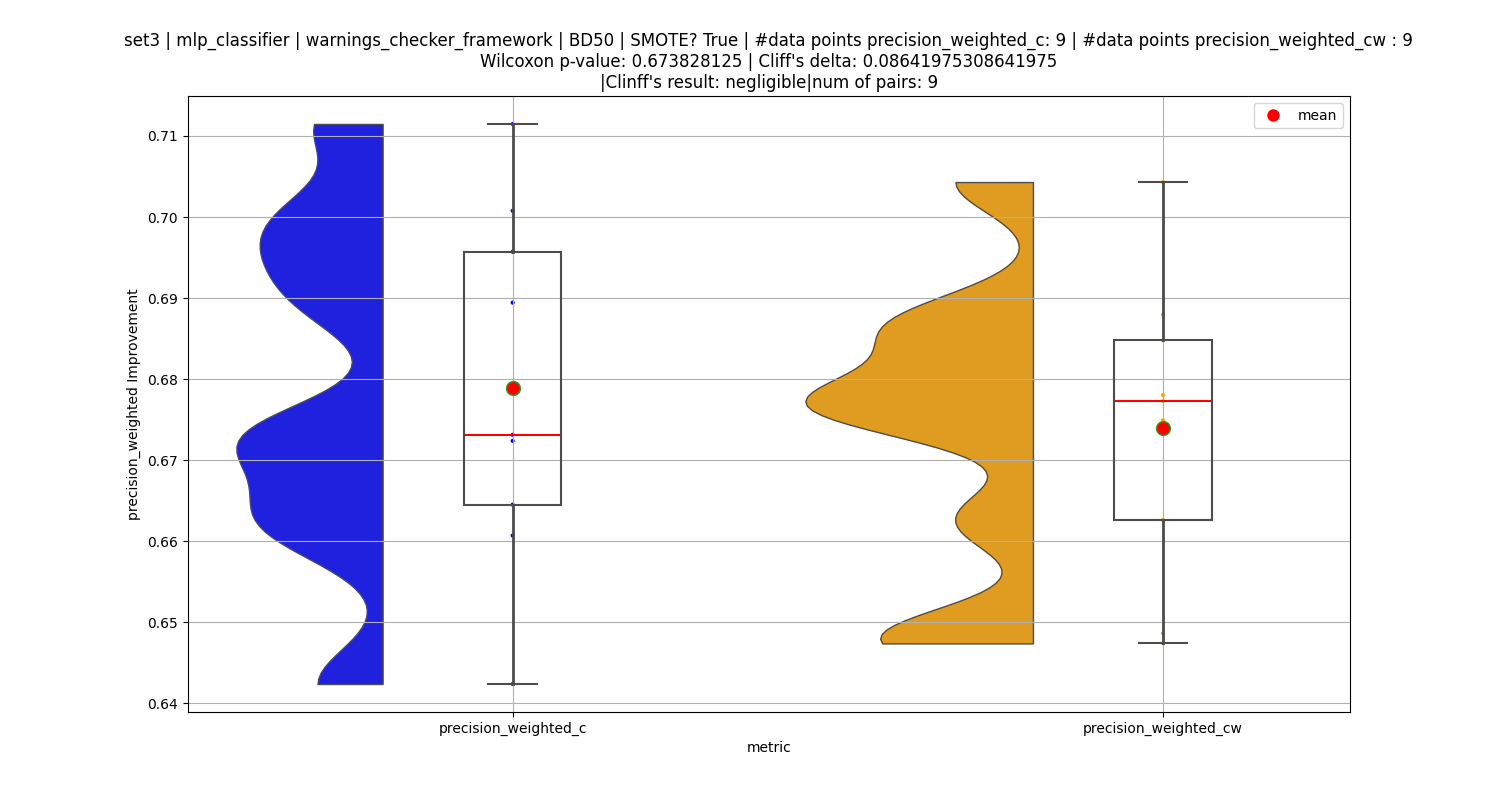 set3 | mlp_classifier | warnings_checker_framework | BD50 | SMOTE? True | #data points precision_weighted_c: 9 | #data points precision_weighted_cw : 9
Wilcoxon p-value: 0.673828125 | Cliff's delta: 0.08641975308641975
|Clinff's result: negligible|num of pairs: 9
mean
0.71
0.70
0.69
0.68
0.67
0.66
0.65
0.64
precision_weighted Improvement
precision_weighted_c
precision_weighted_cw
metric